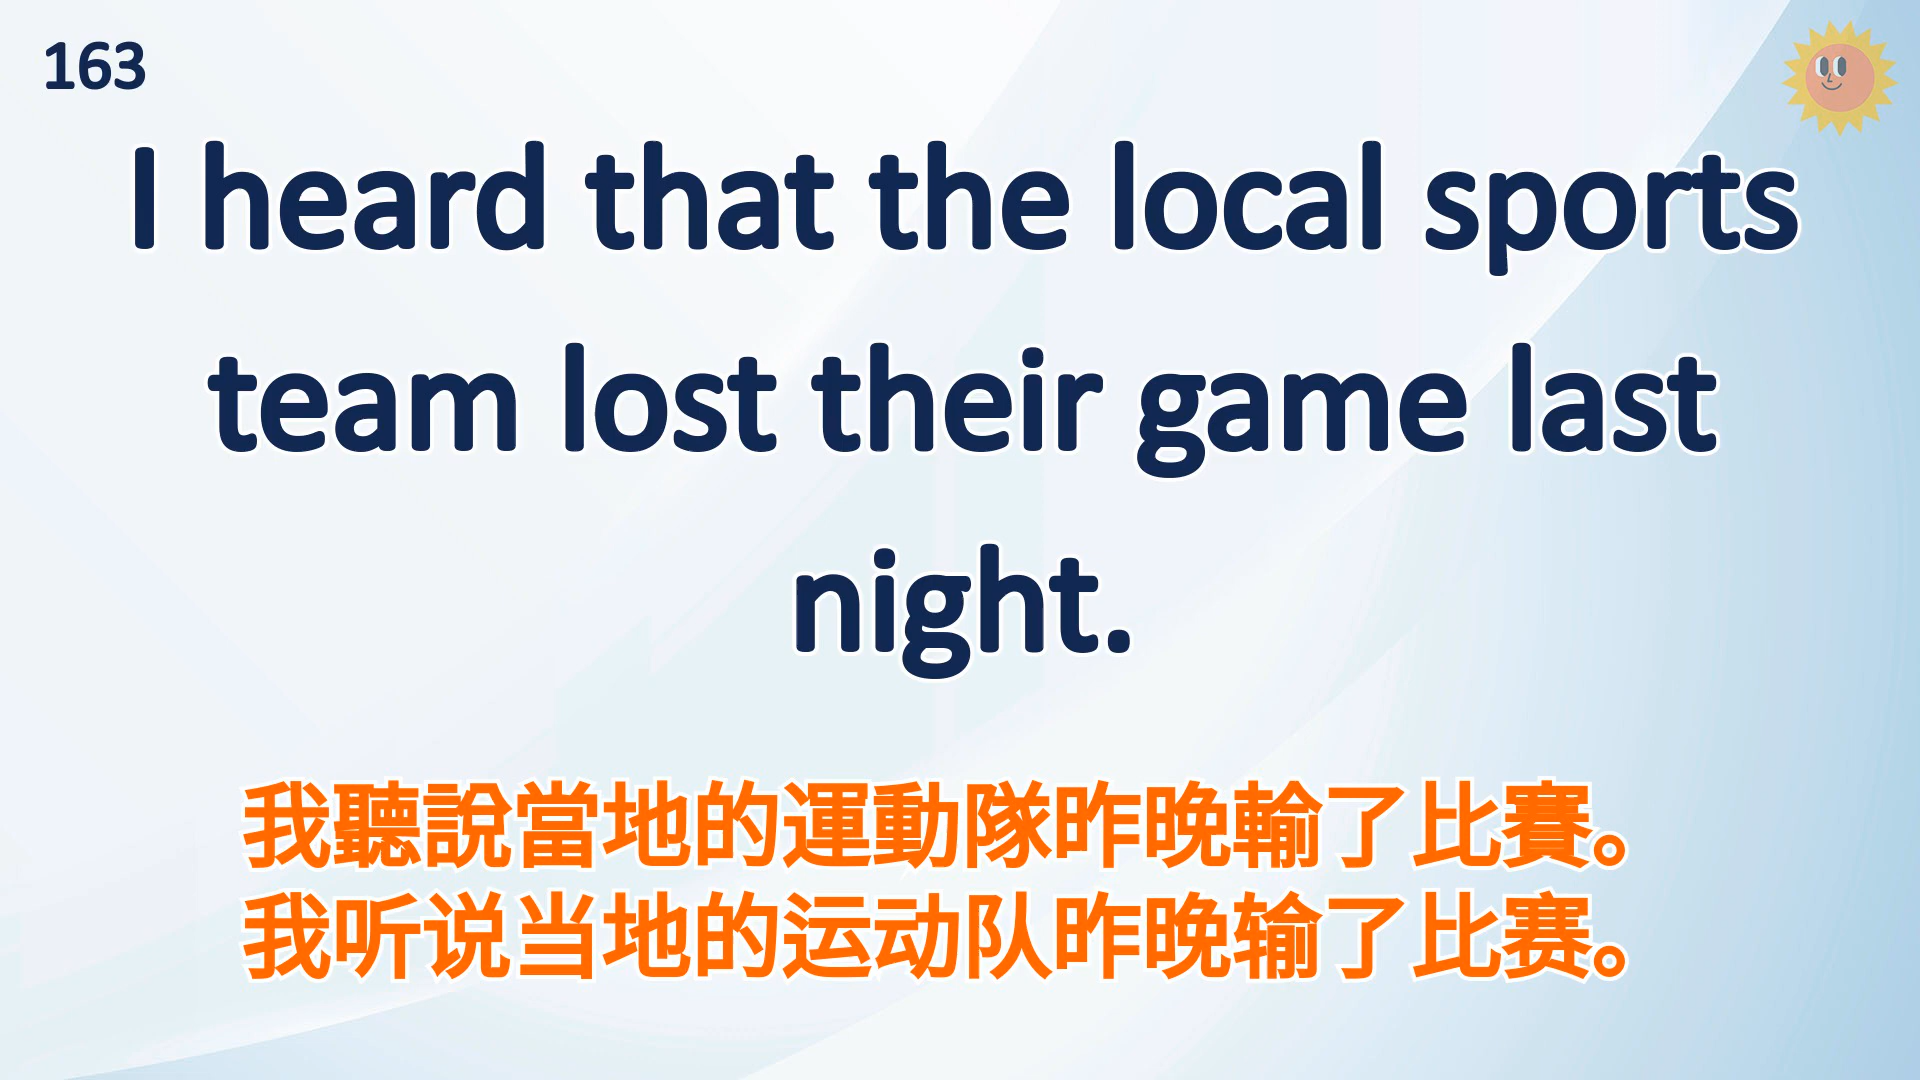 163
I heard that the local sports
team lost their game last
night.
我聽說當地的運動隊昨晚輸了比賽。
我听说当地的运动队昨晚输了比赛。